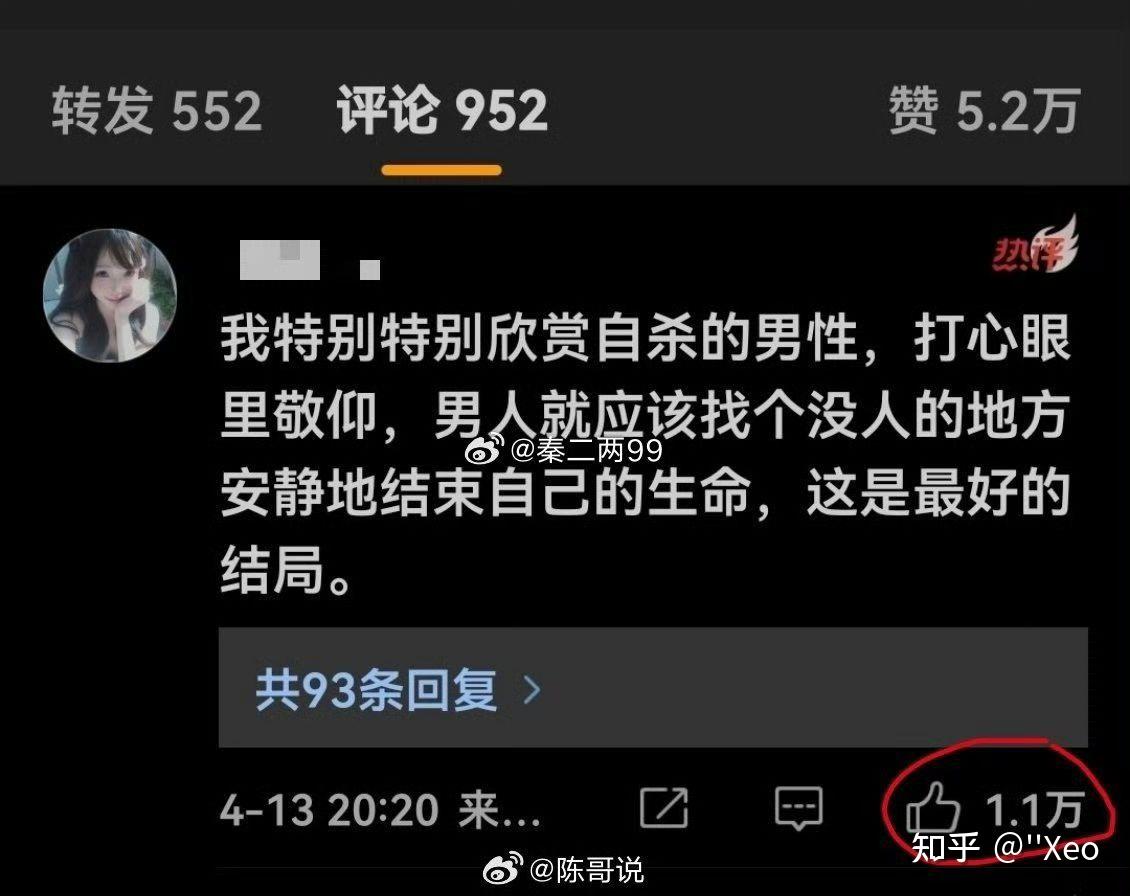 转发 552 评论 952 赞 5.2万
热评
我特别特别欣赏自杀的男性，打心眼
里敬仰，男人就应该找个没人的地方
@秦二两99
安静地结束自己的生命，这是最好的
结局。
共93条回复 >
4-13 20:20 来... 1.1万
知乎 @"Xeo
@陈哥说